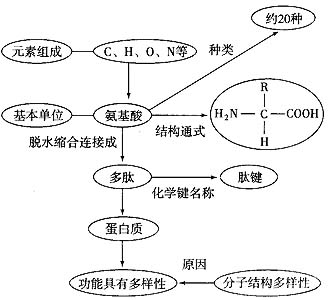 约20种
元素组成
C、H、O、N等
种类
基本单位
氨基酸
结构通式
R
H₂N—C—COOH
H
脱水缩合连接成
多肽
化学键名称
肽键
蛋白质
原因
功能具有多样性
分子结构多样性